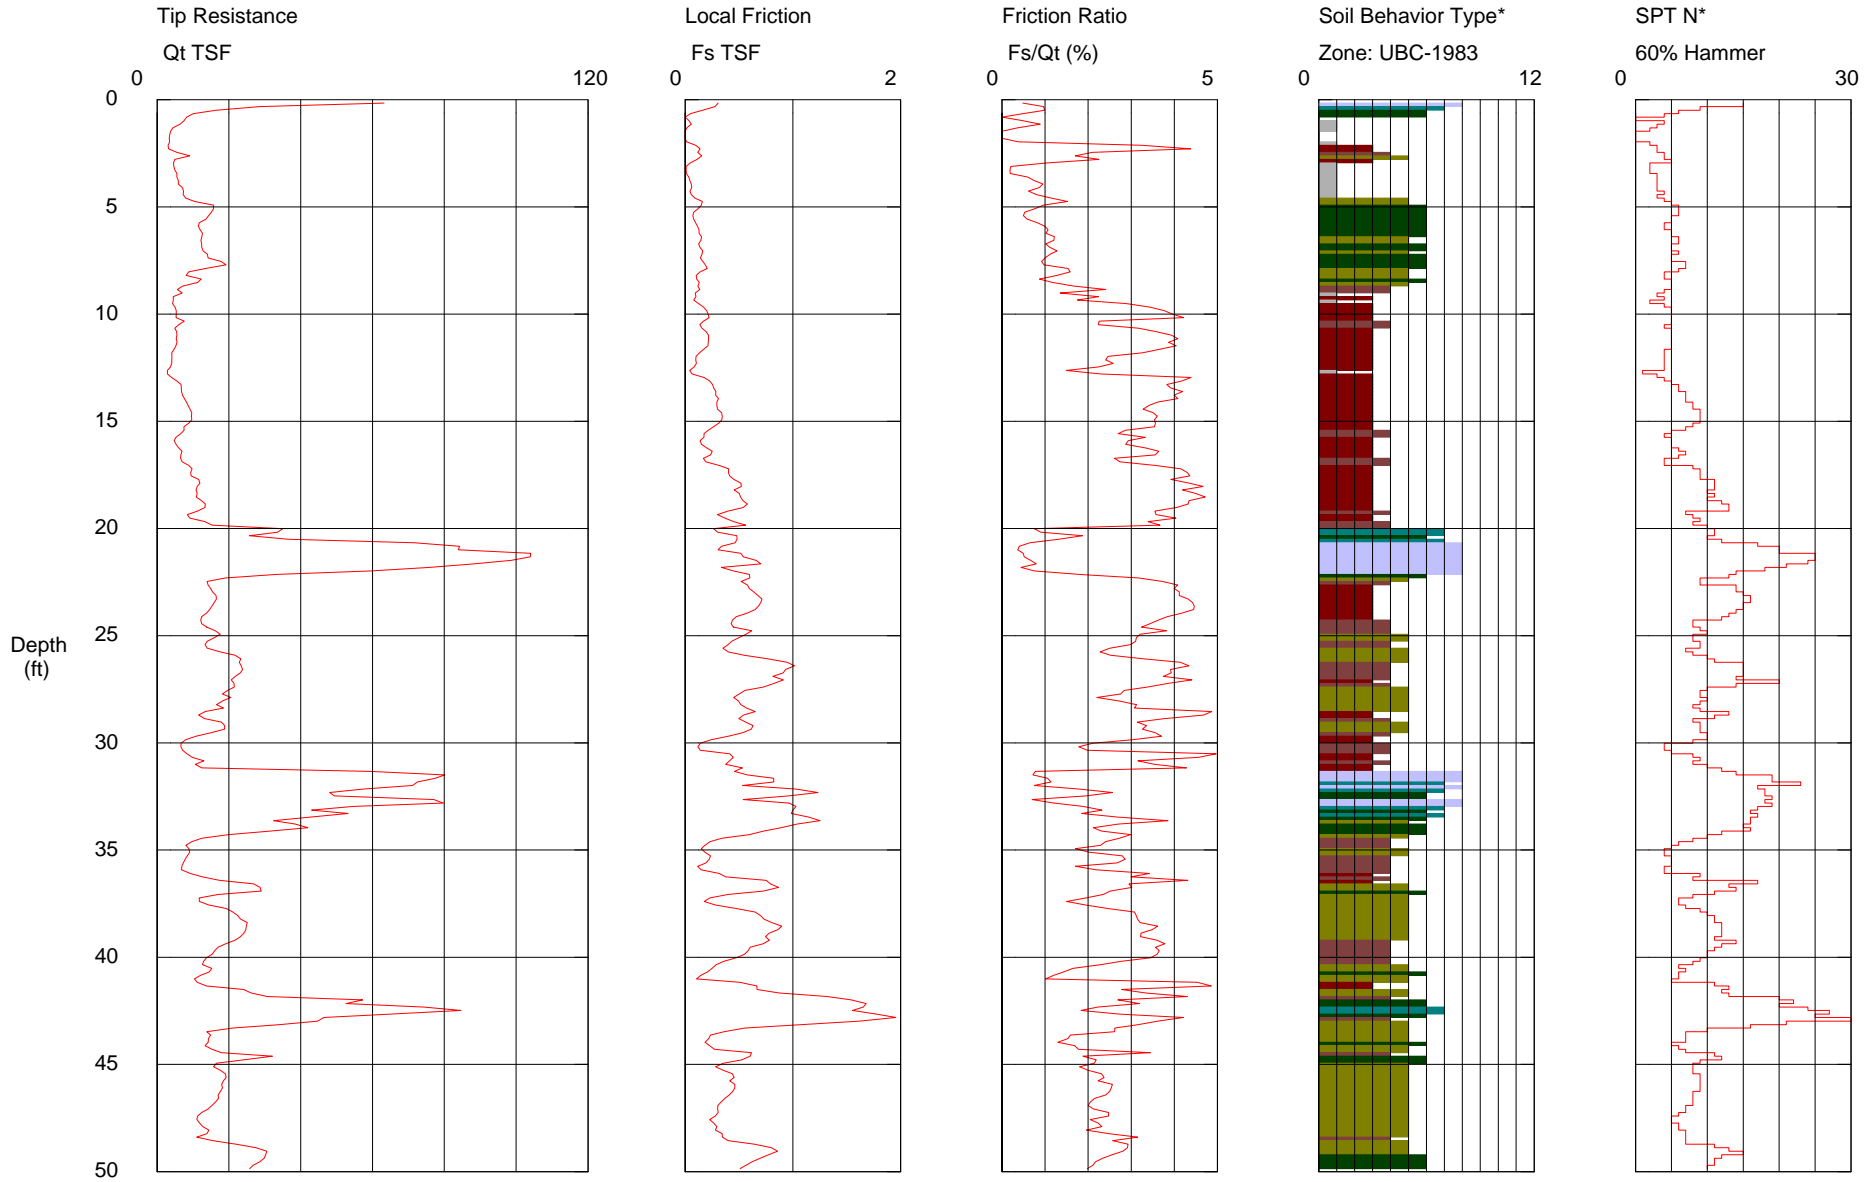 Tip Resistance Local Friction Friction Ratio Soil Behavior Type* SPT N*
Qt TSF Fs TSF Fs/Qt (%) Zone: UBC-1983 60% Hammer
0 120 0 2 0 5 0 12 0 30
0
5
10
15
20
25
Depth
(ft)
30
35
40
45
50